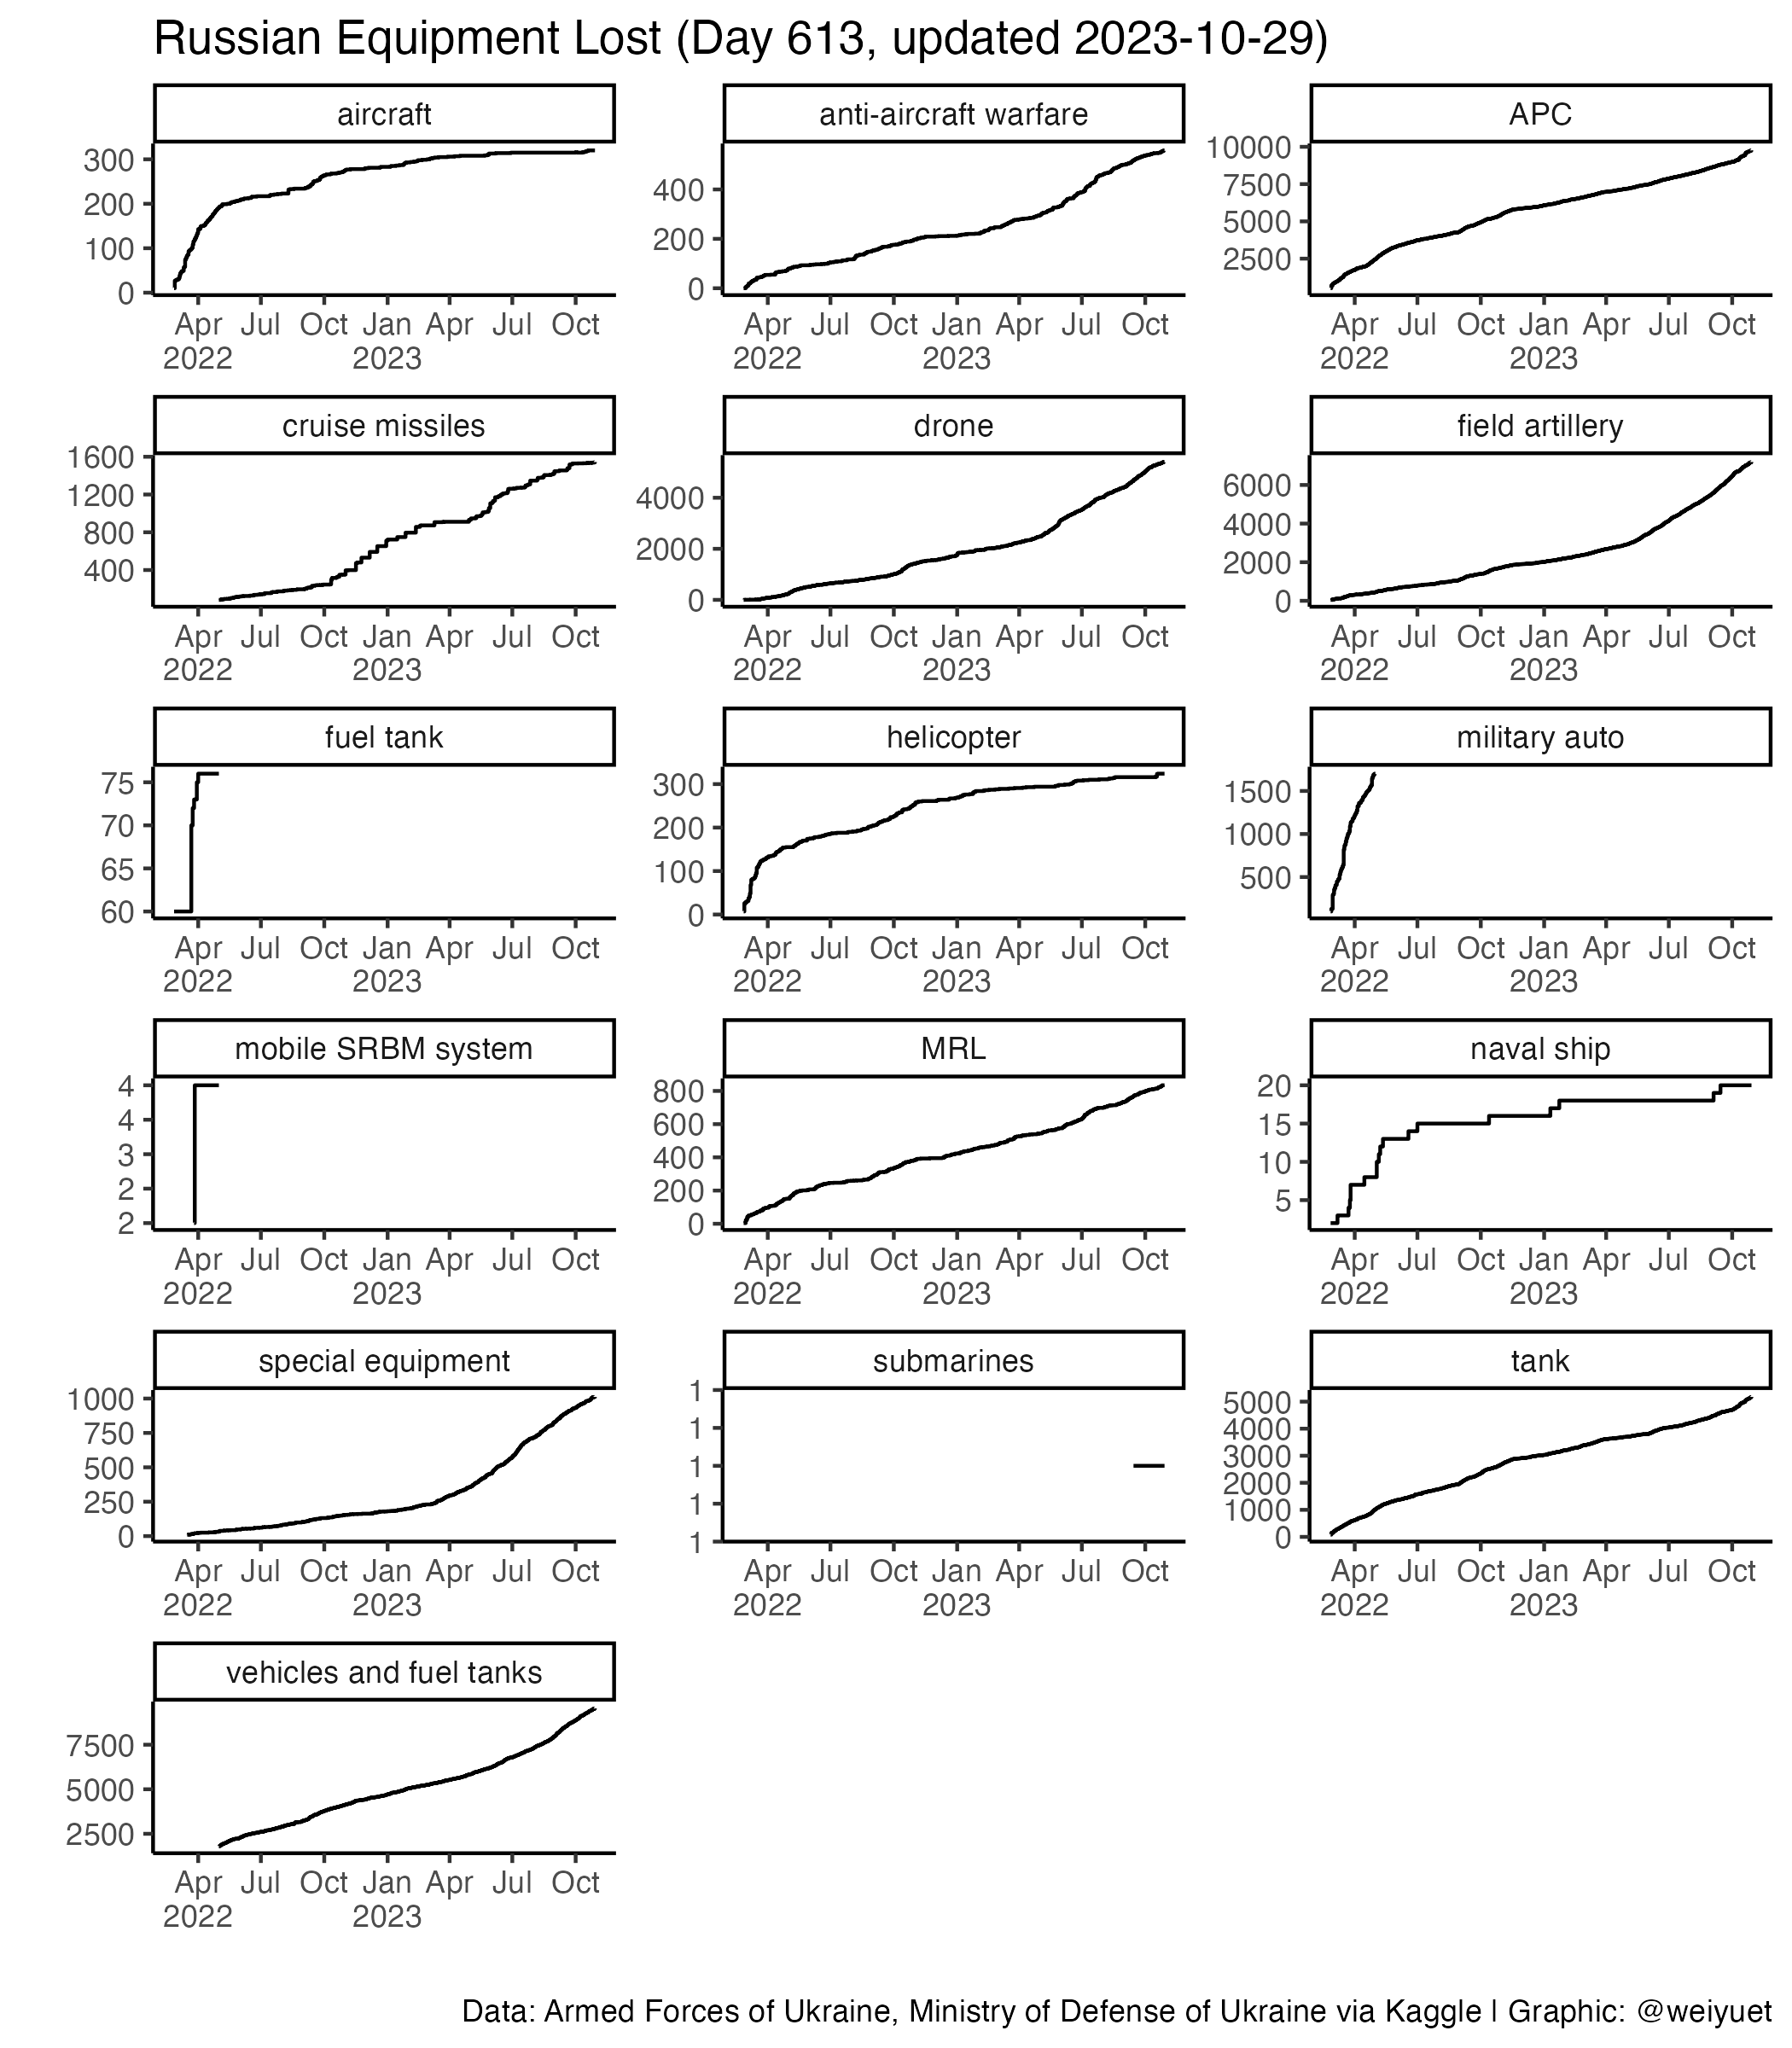 Russian Equipment Lost (Day 613, updated 2023-10-29)
aircraft
300
200
100
0
Apr Jul Oct Jan Apr Jul Oct
2022 2023
anti-aircraft warfare
400
200
0
Apr Jul Oct Jan Apr Jul Oct
2022 2023
APC
10000
7500
5000
2500
Apr Jul Oct Jan Apr Jul Oct
2022 2023
cruise missiles
1600
1200
800
400
Apr Jul Oct Jan Apr Jul Oct
2022 2023
drone
4000
2000
0
Apr Jul Oct Jan Apr Jul Oct
2022 2023
field artillery
6000
4000
2000
0
Apr Jul Oct Jan Apr Jul Oct
2022 2023
fuel tank
75
70
65
60
Apr Jul Oct Jan Apr Jul Oct
2022 2023
helicopter
300
200
100
0
Apr Jul Oct Jan Apr Jul Oct
2022 2023
military auto
1500
1000
500
Apr Jul Oct Jan Apr Jul Oct
2022 2023
mobile SRBM system
4
4
3
2
2
Apr Jul Oct Jan Apr Jul Oct
2022 2023
MRL
800
600
400
200
0
Apr Jul Oct Jan Apr Jul Oct
2022 2023
naval ship
20
15
10
5
Apr Jul Oct Jan Apr Jul Oct
2022 2023
special equipment
1000
750
500
250
0
Apr Jul Oct Jan Apr Jul Oct
2022 2023
submarines
1
1
1
1
1
Apr Jul Oct Jan Apr Jul Oct
2022 2023
tank
5000
4000
3000
2000
1000
0
Apr Jul Oct Jan Apr Jul Oct
2022 2023
vehicles and fuel tanks
7500
5000
2500
Apr Jul Oct Jan Apr Jul Oct
2022 2023
Data: Armed Forces of Ukraine, Ministry of Defense of Ukraine via Kaggle | Graphic: @weiyuet